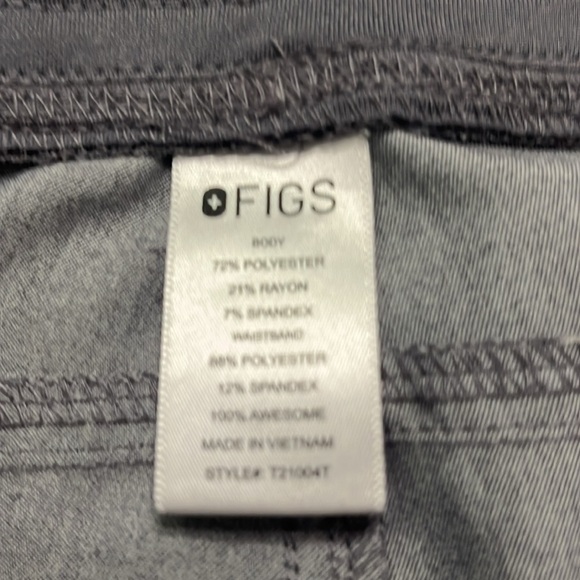 FIGS
BODY
72% POLYESTER
21% RAYON
7% SPANDEX
WAISTBAND
88% POLYESTER
12% SPANDEX
100% AWESOME
MADE IN VIETNAM
STYLE#: T21004T